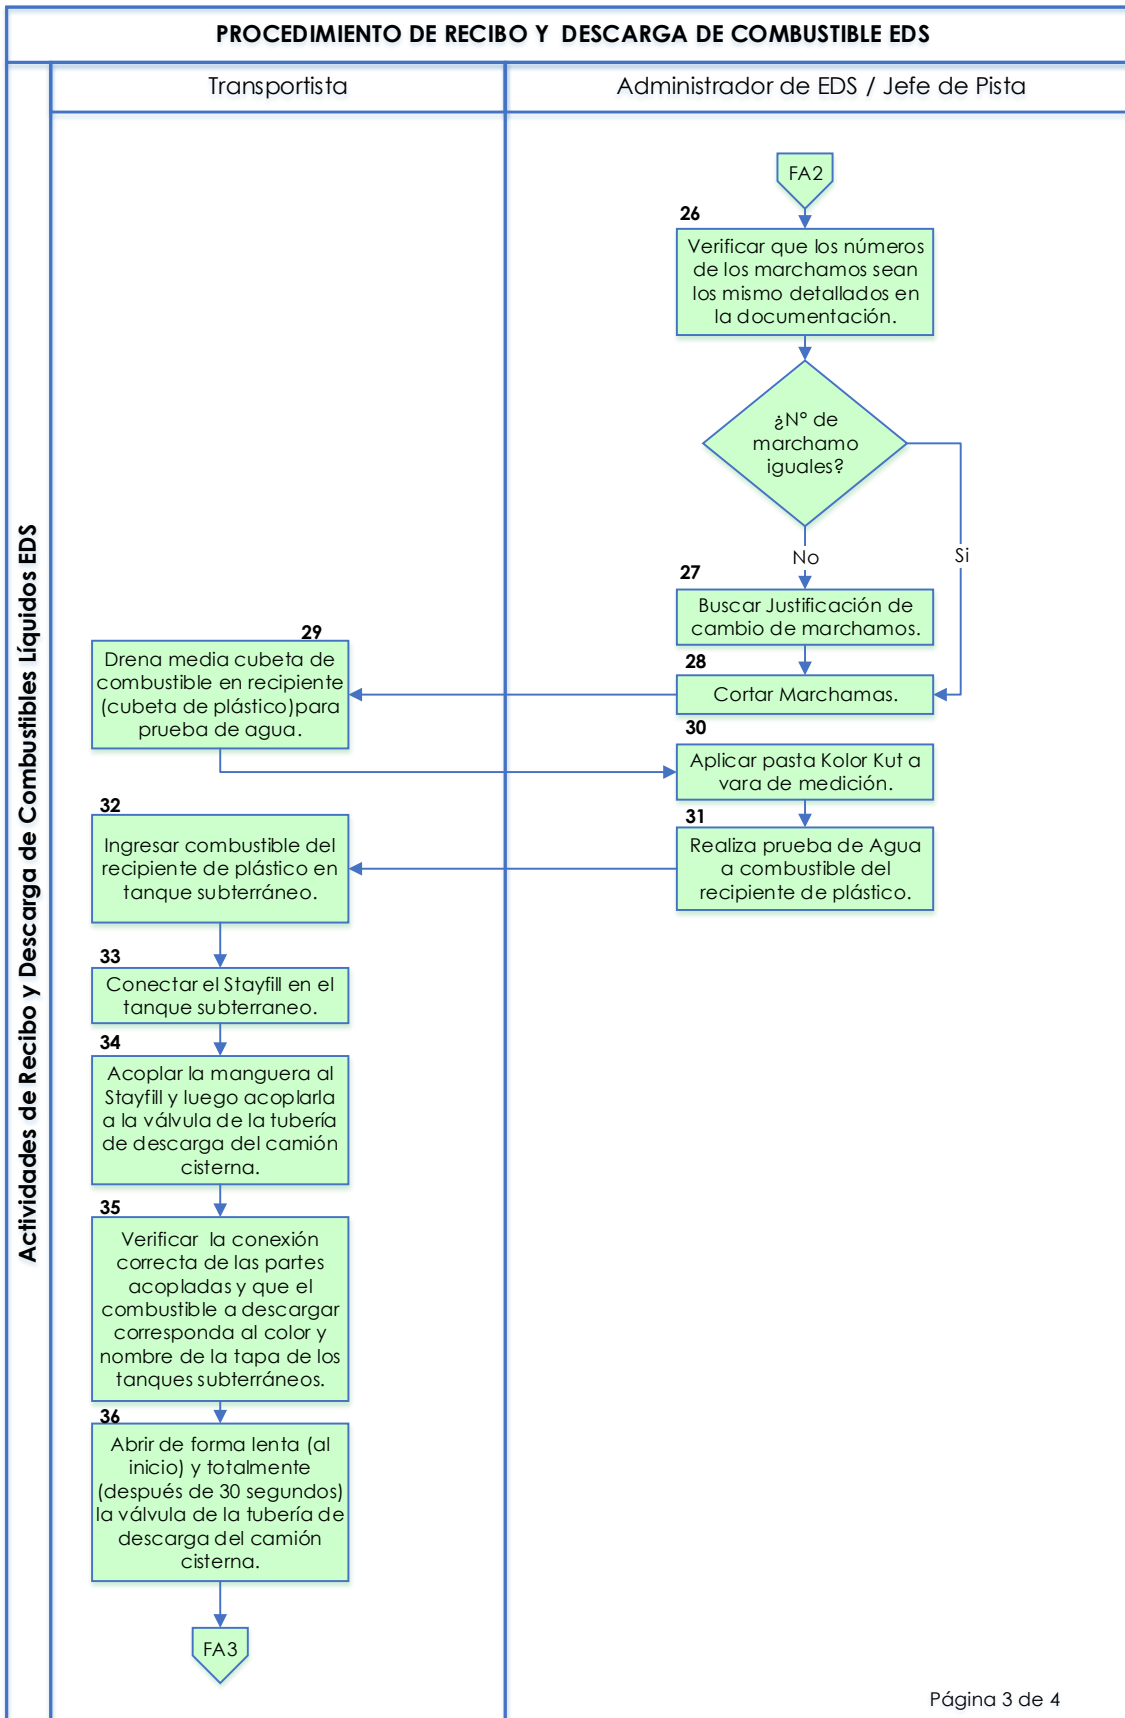 PROCEDIMIENTO DE RECIBO Y DESCARGA DE COMBUSTIBLE EDS
Transportista
Administrador de EDS / Jefe de Pista
Actividades de Recibo y Descarga de Combustibles Líquidos EDS
FA2
26
Verificar que los números
de los marchamos sean
los mismo detallados en
la documentación.
¿Nº de
marchamo
iguales?
No
Si
27
Buscar Justificación de
cambio de marchamos.
28
Cortar Marchamas.
29
Drena media cubeta de
combustible en recipiente
(cubeta de plástico)para
prueba de agua.
30
Aplicar pasta Kolor Kut a
vara de medición.
31
Realiza prueba de Agua
a combustible del
recipiente de plástico.
32
Ingresar combustible del
recipiente de plástico en
tanque subterráneo.
33
Conectar el Stayfill en el
tanque subterraneo.
34
Acoplar la manguera al
Stayfill y luego acoplarla
a la válvula de la tubería
de descarga del camión
cisterna.
35
Verificar la conexión
correcta de las partes
acopladas y que el
combustible a descargar
corresponda al color y
nombre de la tapa de los
tanques subterráneos.
36
Abrir de forma lenta (al
inicio) y totalmente
(después de 30 segundos)
la válvula de la tubería de
descarga del camión
cisterna.
FA3
Página 3 de 4